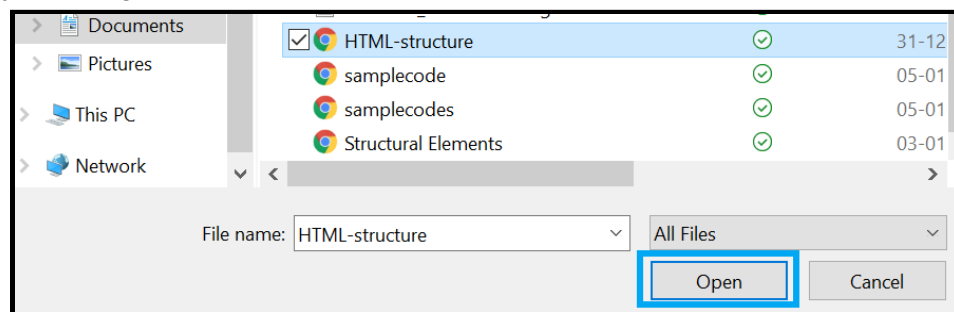 Documents
HTML-structure 31-12
Pictures
samplecode 05-01
samplecodes 05-01
This PC
Structural Elements 03-01
Network
File name: HTML-structure All Files
Open Cancel